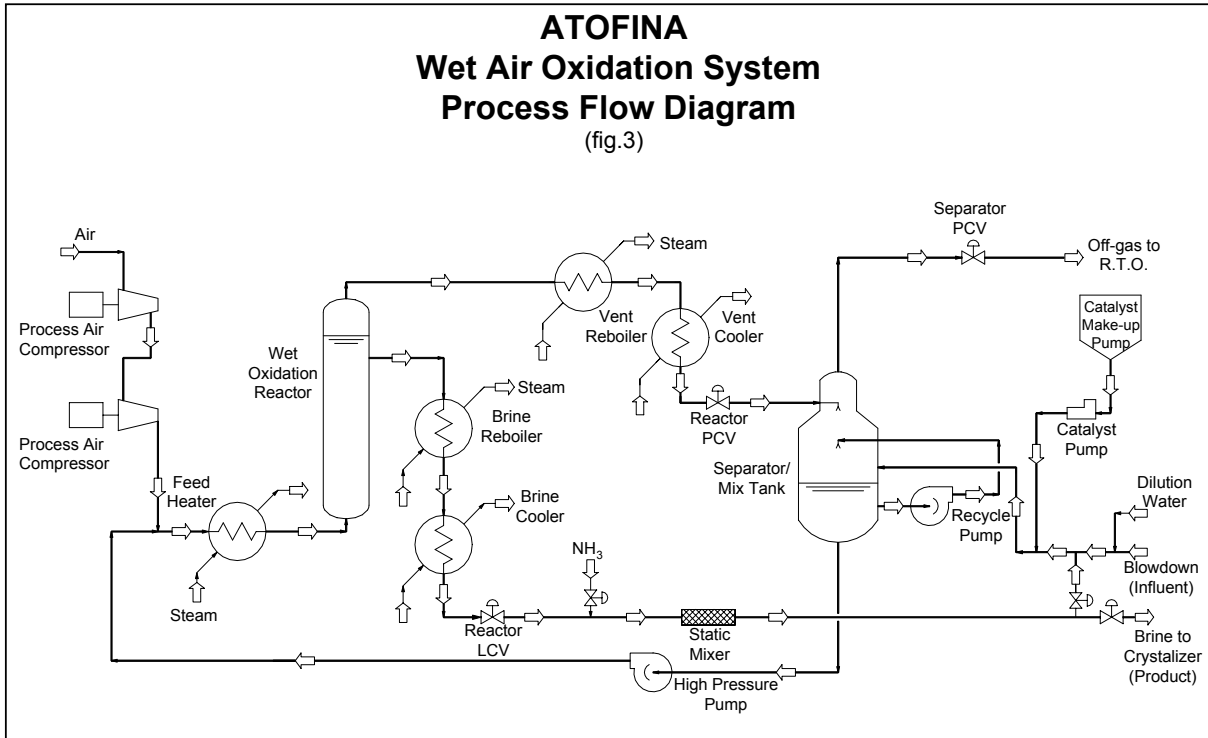 ATOFINA
Wet Air Oxidation System
Process Flow Diagram
(fig.3)
Separator
PCV
Air
Steam
Off-gas to
R.T.O.
Process Air
Compressor
Vent
Reboiler
Vent
Cooler
Catalyst
Make-up
Pump
Wet
Oxidation
Reactor
Steam
Brine
Reboiler
Reactor
PCV
Catalyst
Pump
Process Air
Compressor
Feed
Heater
Separator/
Mix Tank
Dilution
Water
Brine
Cooler
Recycle
Pump
NH3
Blowdown
(Influent)
Steam
Reactor
LCV
Static
Mixer
Brine to
Crystalizer
(Product)
High Pressure
Pump